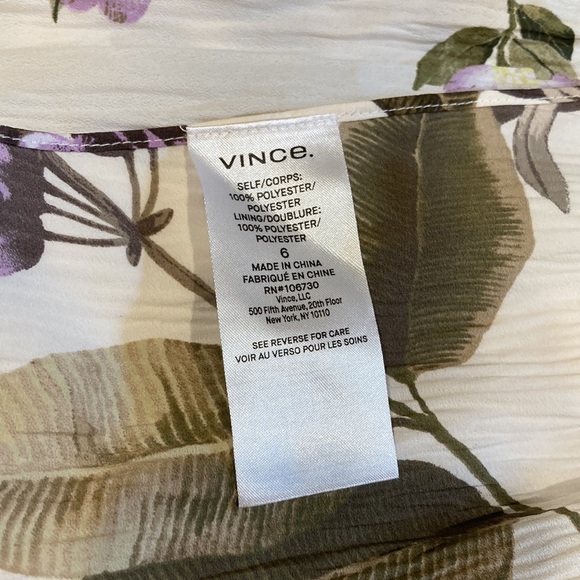 VINCE.
SELF/CORPS:
100% POLYESTER/
POLYESTER
LINING/DOUBLURE:
100% POLYESTER/
POLYESTER
6
MADE IN CHINA
FABRIQUÉ EN CHINE
RN#106730
Vince, LLC
500 Fifth Avenue, 20th Floor
New York, NY 10110
SEE REVERSE FOR CARE
VOIR AU VERSO POUR LES SOINS